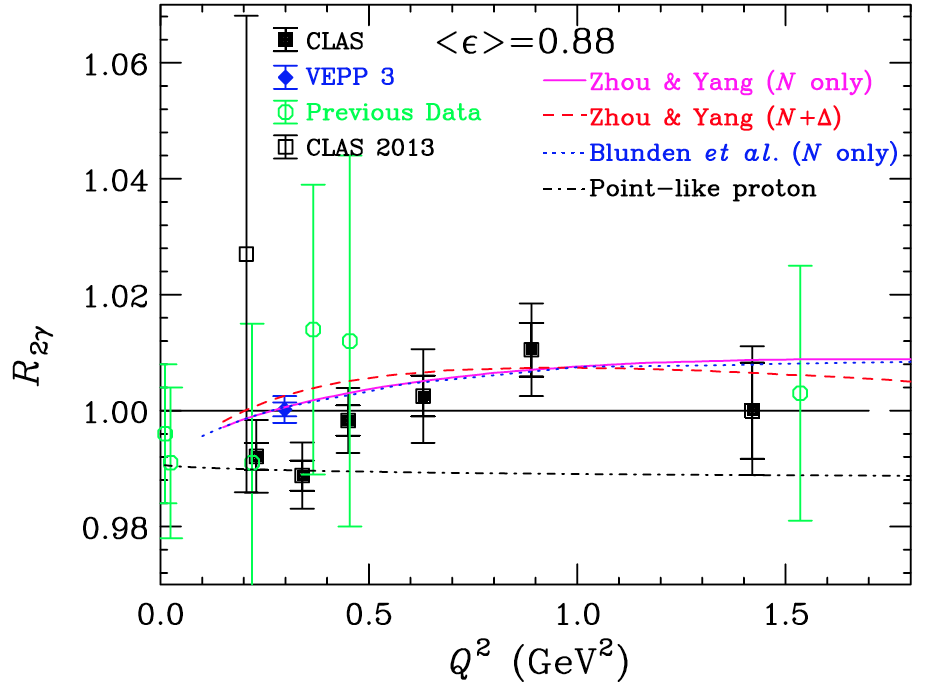 <ϵ>=0.88
CLAS
VEPP 3
Previous Data
CLAS 2013
Zhou & Yang (N only)
Zhou & Yang (N+Δ)
Blunden et al. (N only)
Point-like proton
1.06
1.04
1.02
1.00
0.98
R2γ
0.0 0.5 1.0 1.5
Q² (GeV²)